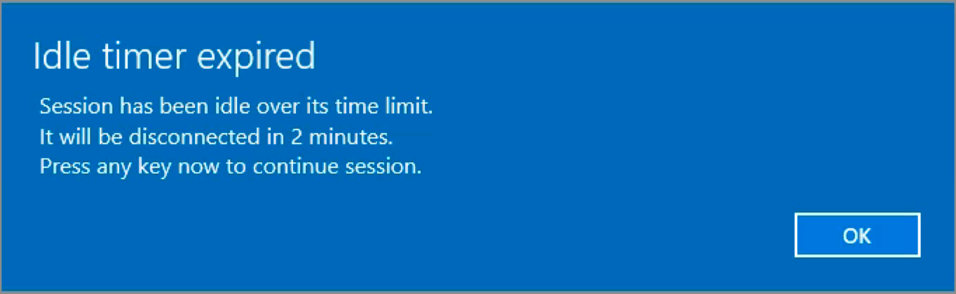 Idle timer expired
Session has been idle over its time limit.
It will be disconnected in 2 minutes.
Press any key now to continue session.
OK